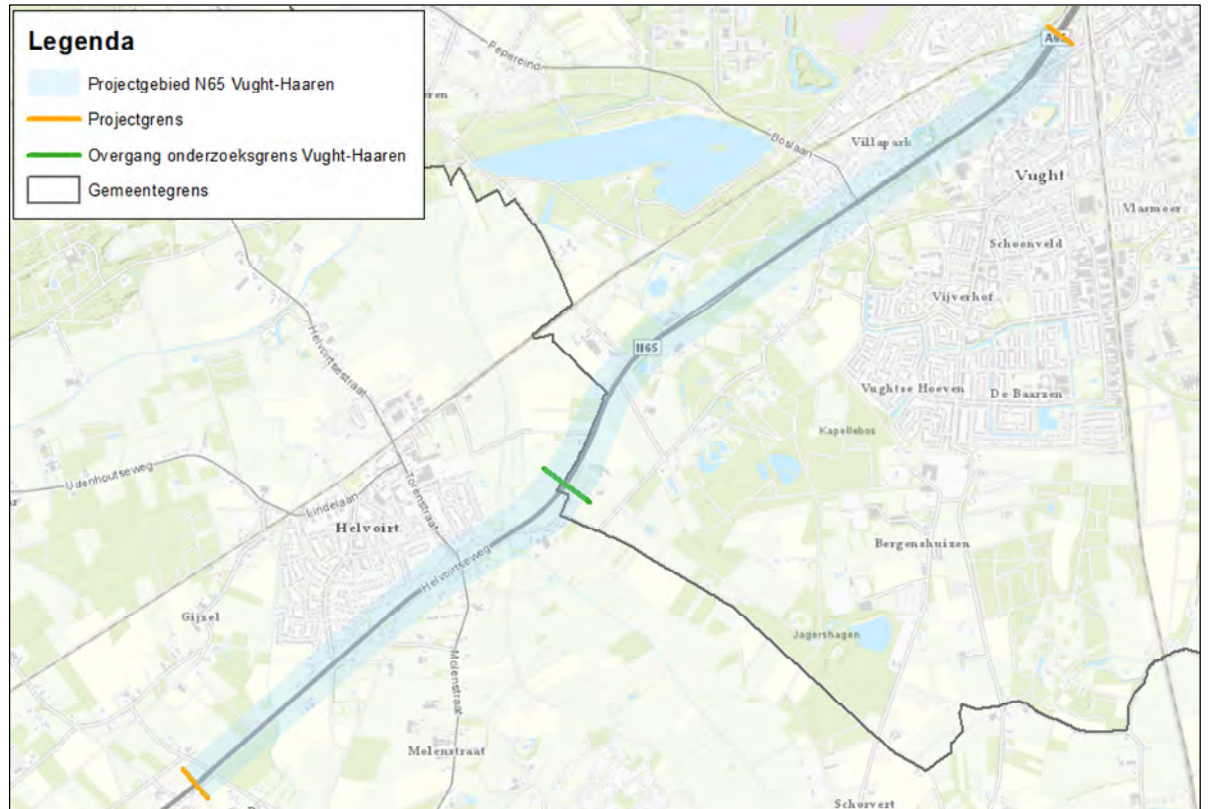 Legenda
Projectgebied N65 Vught-Haaren
Projectgrens
Overgang onderzoeksgrens Vught-Haaren
Gemeentegrens
Pepereind
Boslaan
Villapark
Vught
Vlasmeer
Schoonveld
Vijverhof
N65
Helvoirtsestraat
Vughtse Hoeven
De Baarzen
Kapellebos
Udenhoutseweg
Lindelaan
Torenstraat
Helvoirt
Helvoirtseweg
Bergenshuizen
Gijzel
Jagershagen
Molenstraat
Molenstraat
Schorvert